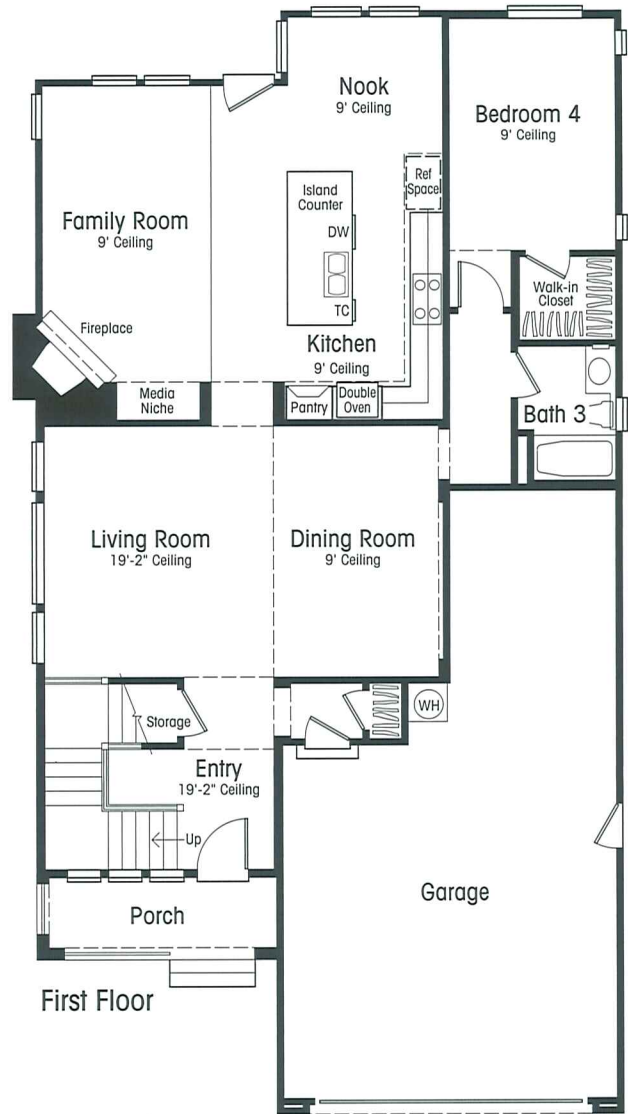 Nook
9' Ceiling
Bedroom 4
9' Ceiling
Ref
Space
Island
Counter
DW
TC
Family Room
9' Ceiling
Walk-in
Closet
Fireplace
Kitchen
9' Ceiling
Media
Niche
Pantry
Double
Oven
Bath 3
Living Room
19'-2" Ceiling
Dining Room
9' Ceiling
Storage
WH
Entry
19'-2" Ceiling
Up
Garage
Porch
First Floor